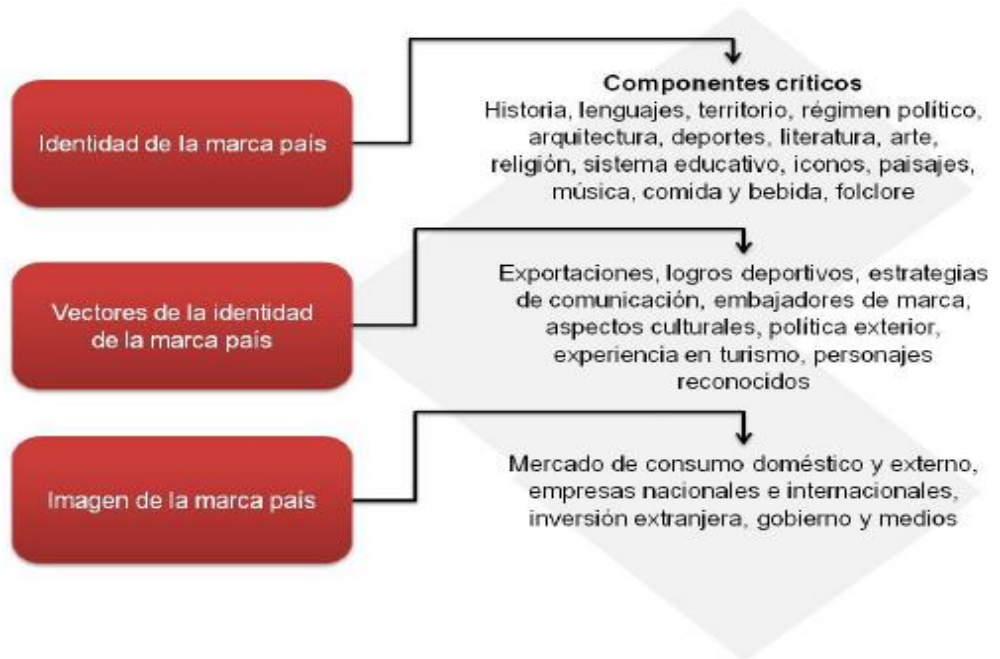 Identidad de la marca país
Componentes críticos
Historia, lenguajes, territorio, régimen político,
arquitectura, deportes, literatura, arte,
religión, sistema educativo, iconos, paisajes,
música, comida y bebida, folclore
Vectores de la identidad
de la marca país
Exportaciones, logros deportivos, estrategias
de comunicación, embajadores de marca,
aspectos culturales, política exterior,
experiencia en turismo, personajes
reconocidos
Imagen de la marca país
Mercado de consumo doméstico y externo,
empresas nacionales e internacionales,
inversión extranjera, gobierno y medios